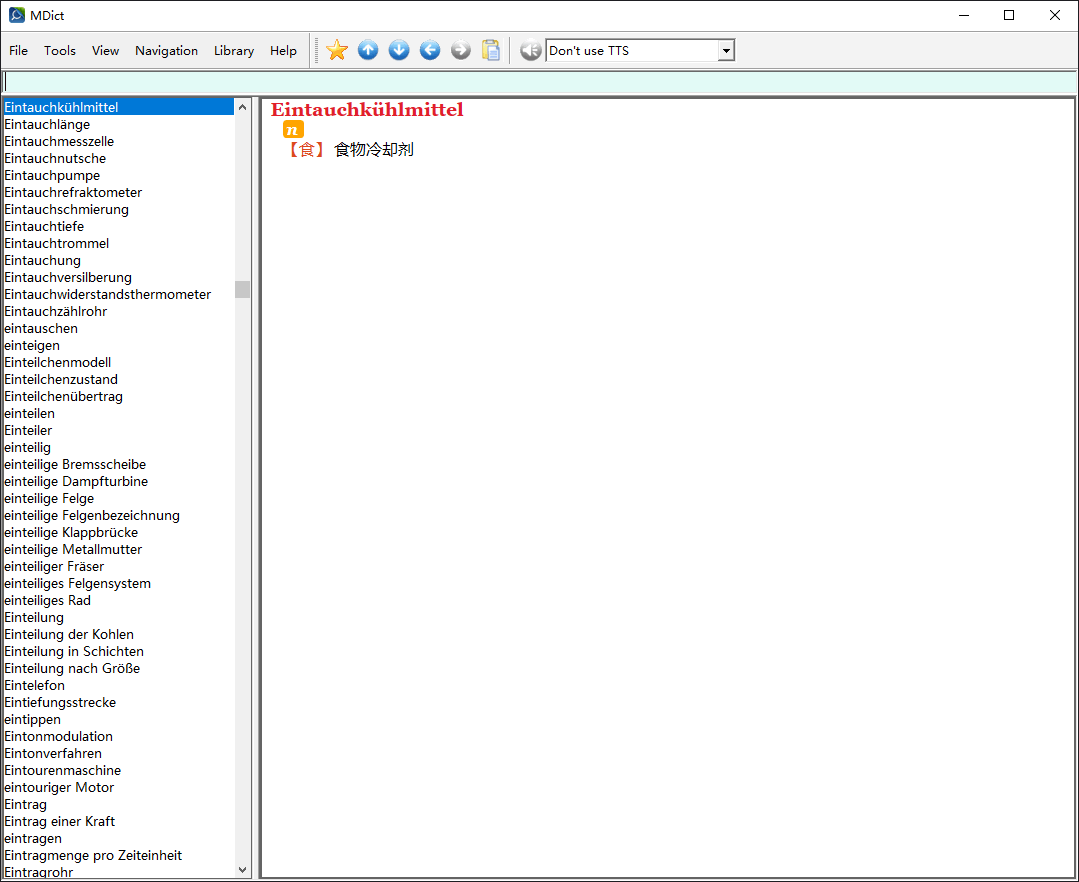 MDict
File Tools View Navigation Library Help Don't use TTS
Eintauchkühlmittel
Eintauchlänge
Eintauchmesszelle
Eintauchnutsche
Eintauchpumpe
Eintauchrefraktometer
Eintauchschmierung
Eintauchtiefe
Eintauchtrommel
Eintauchung
Eintauchversilberung
Eintauchwiderstandsthermometer
Eintauchzählrohr
eintauschen
einteigen
Einteilchenmodell
Einteilchenzustand
Einteilchenübertrag
einteilen
Einteiler
einteilig
einteilige Bremsscheibe
einteilige Dampfturbine
einteilige Felge
einteilige Felgenbezeichnung
einteilige Klappbrücke
einteilige Metallmutter
einteiliger Fräser
einteiliges Felgensystem
einteiliges Rad
Einteilung
Einteilung der Kohlen
Einteilung in Schichten
Einteilung nach Größe
Eintelefon
Eintiefungsstrecke
eintippen
Eintonmodulation
Eintonverfahren
Eintourenmaschine
eintouriger Motor
Eintrag
Eintrag einer Kraft
eintragen
Eintragmenge pro Zeiteinheit
Eintragrohr
Eintauchkühlmittel
n
【食】 食物冷却剂